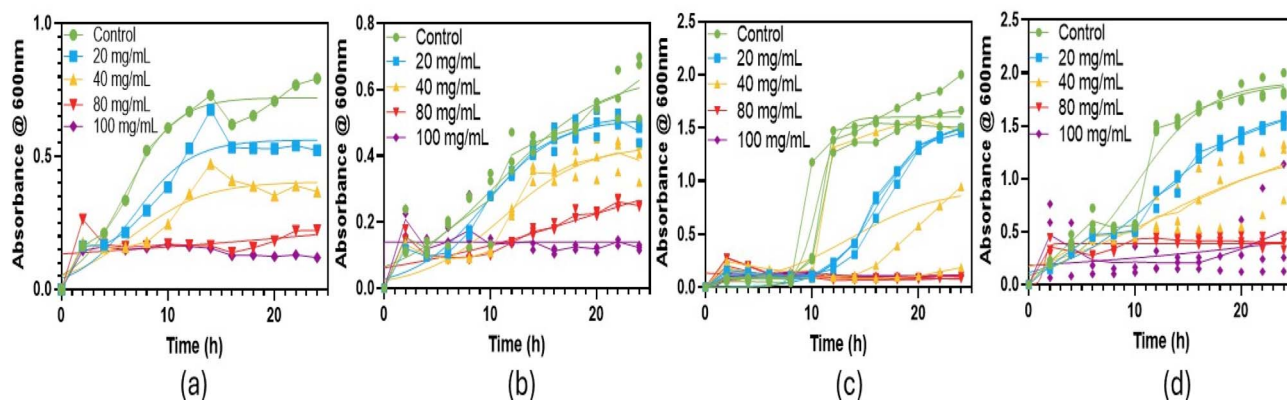 Absorbance @ 600nm
1.0
0.5
0.0
Control
20 mg/mL
40 mg/mL
80 mg/mL
100 mg/mL
0 10 20
Time (h)
(a)
Absorbance @ 600nm
0.8
0.6
0.4
0.2
0.0
Control
20 mg/mL
40 mg/mL
80 mg/mL
100 mg/mL
0 10 20
Time (h)
(b)
Absorbance @ 600nm
2.5
2.0
1.5
1.0
0.5
0.0
Control
20 mg/mL
40 mg/mL
80 mg/mL
100 mg/mL
0 10 20
Time (h)
(c)
Absorbance @ 600nm
2.5
2.0
1.5
1.0
0.5
0.0
Control
20 mg/mL
40 mg/mL
80 mg/mL
100 mg/mL
0 10 20
Time (h)
(d)